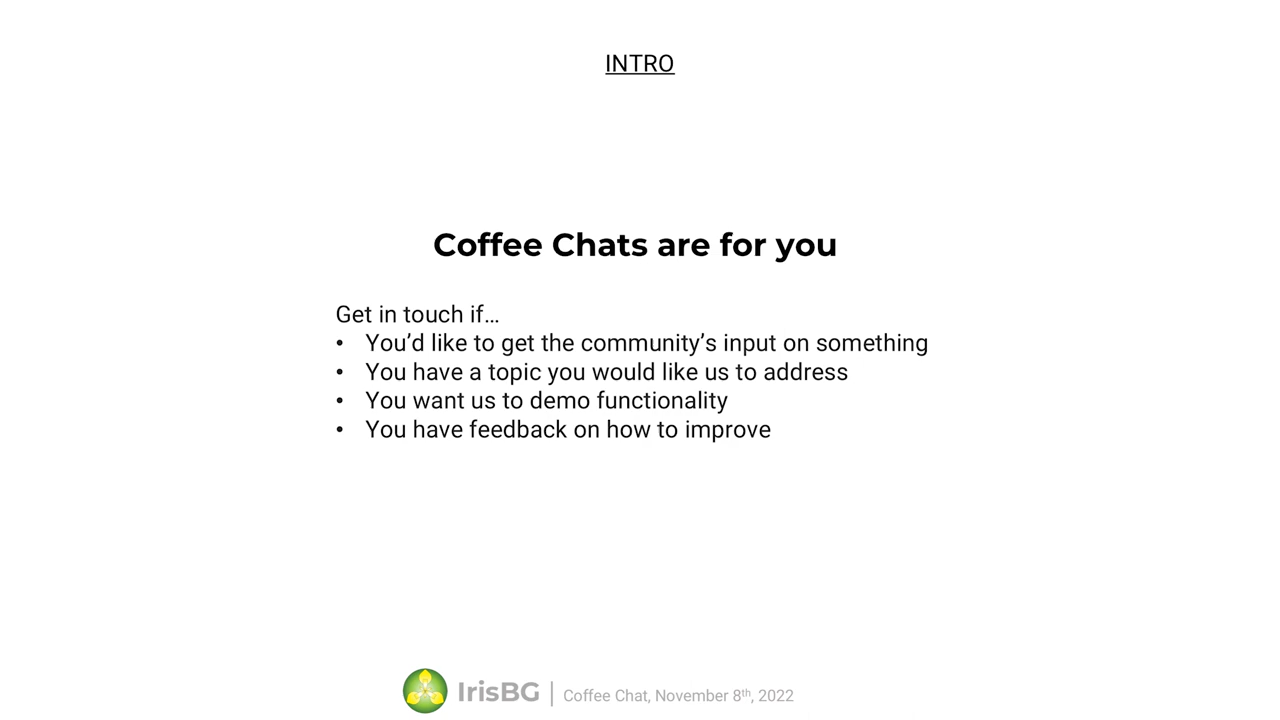 INTRO
Coffee Chats are for you
Get in touch if…
• You’d like to get the community’s input on something
• You have a topic you would like us to address
• You want us to demo functionality
• You have feedback on how to improve
IrisBG | Coffee Chat, November 8th, 2022